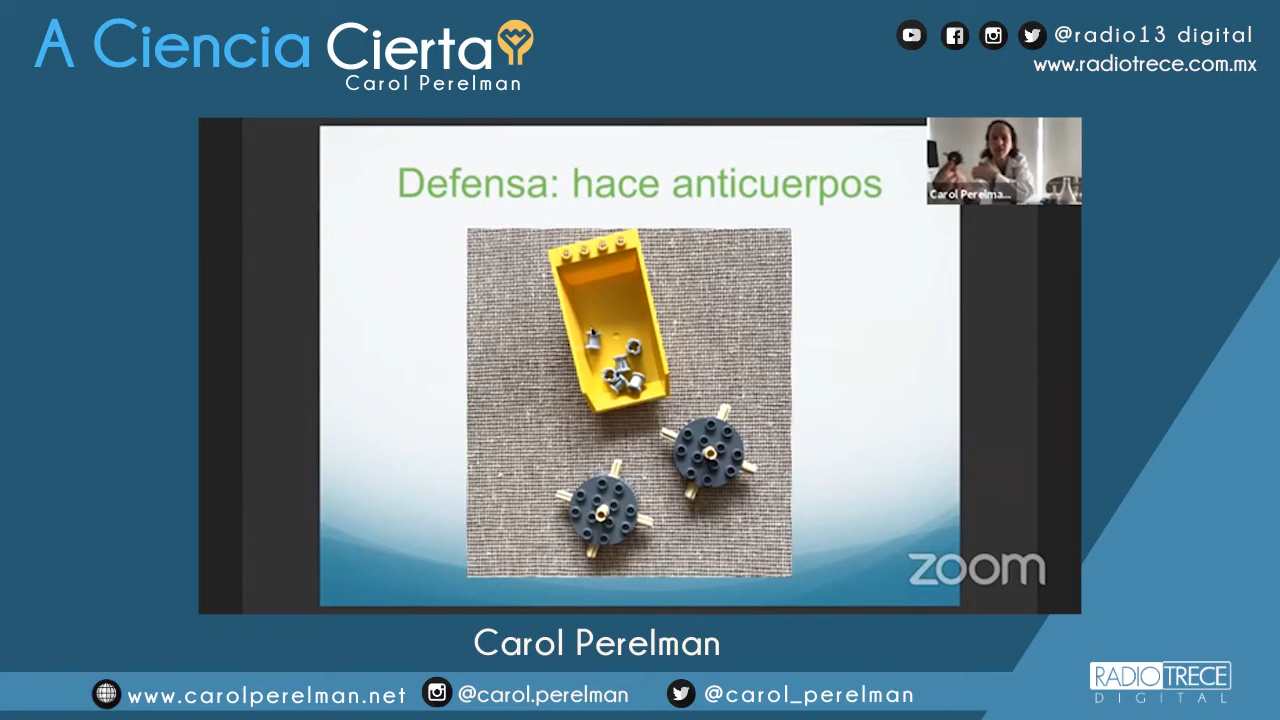 A Ciencia Cierta
Carol Perelman
@radio13 digital
www.radiotrece.com.mx
Defensa: hace anticuerpos
Carol Perelma...
zoom
Carol Perelman
www.carolperelman.net
@carol.perelman
@carol_perelman
RADIO TRECE
DIGITAL